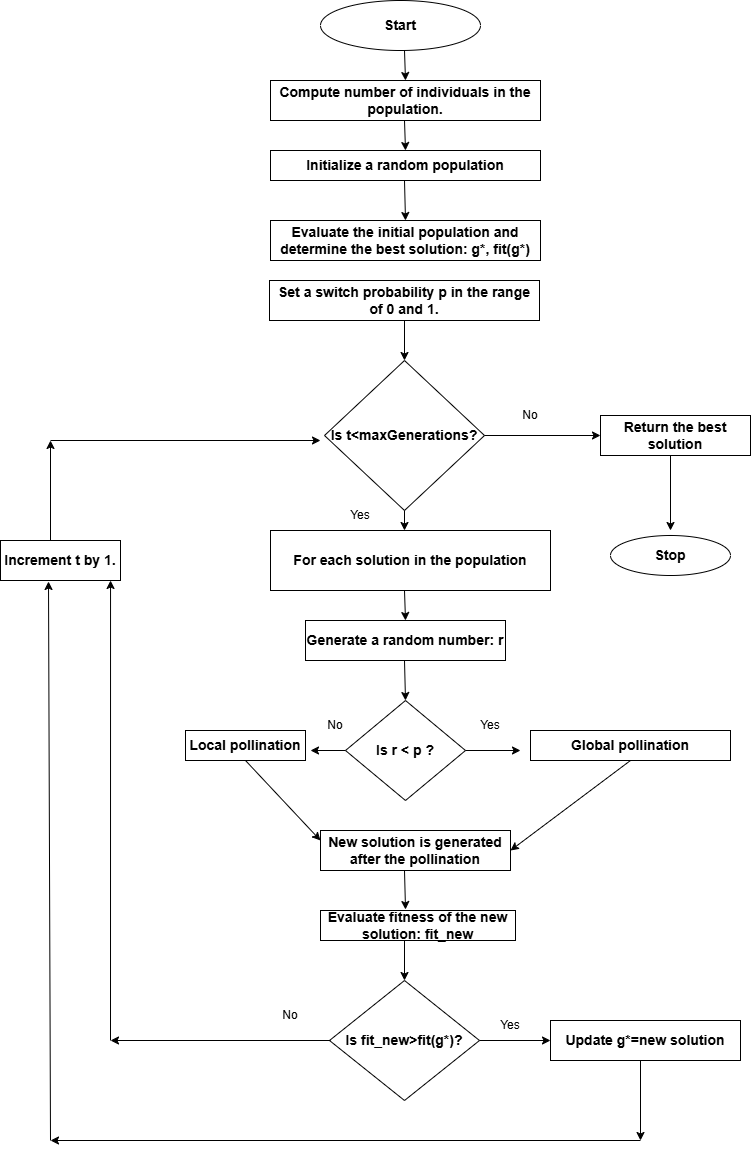 Start
Compute number of individuals in the
population.
Initialize a random population
Evaluate the initial population and
determine the best solution: g*, fit(g*)
Set a switch probability p in the range
of 0 and 1.
Is t<maxGenerations?
No
Return the best
solution
Yes
Stop
Increment t by 1.
For each solution in the population
Generate a random number: r
No
Yes
Local pollination
Is r < p ?
Global pollination
New solution is generated
after the pollination
Evaluate fitness of the new
solution: fit_new
No
Is fit_new>fit(g*)?
Yes
Update g*=new solution